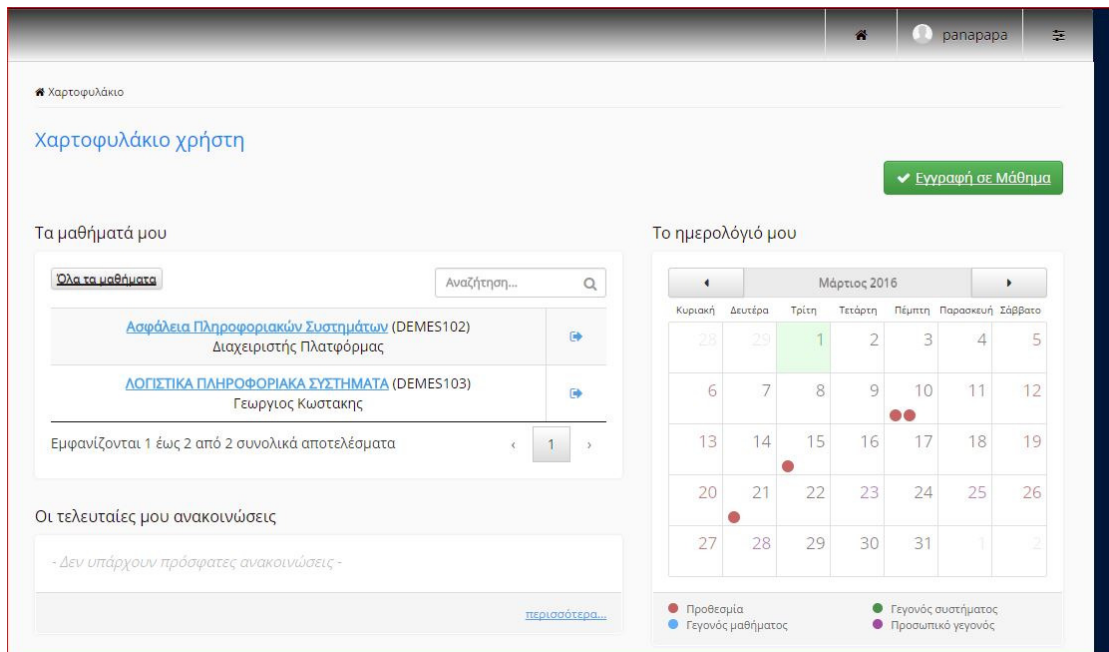 panapapa
Χαρτοφυλάκιο
Χαρτοφυλάκιο χρήστη
Εγγραφή σε Μάθημα
Τα μαθήματά μου
Όλα τα μαθήματα
Αναζήτηση...
Ασφάλεια Πληροφοριακών Συστημάτων (DEMES102)
Διαχειριστής Πλατφόρμας
ΛΟΓΙΣΤΙΚΑ ΠΛΗΡΟΦΟΡΙΑΚΑ ΣΥΣΤΗΜΑΤΑ (DEMES103)
Γεωργιος Κωστακης
Εμφανίζονται 1 έως 2 από 2 συνολικά αποτελέσματα
‹ 1 ›
Οι τελευταίες μου ανακοινώσεις
- Δεν υπάρχουν πρόσφατες ανακοινώσεις -
περισσότερα...
Το ημερολόγιό μου
Μάρτιος 2016
Κυριακή Δευτέρα Τρίτη Τετάρτη Πέμπτη Παρασκευή Σάββατο
28 29 1 2 3 4 5
6 7 8 9 10 11 12
13 14 15 16 17 18 19
20 21 22 23 24 25 26
27 28 29 30 31 1 2
Προθεσμία Γεγονός συστήματος
Γεγονός μαθήματος Προσωπικό γεγονός